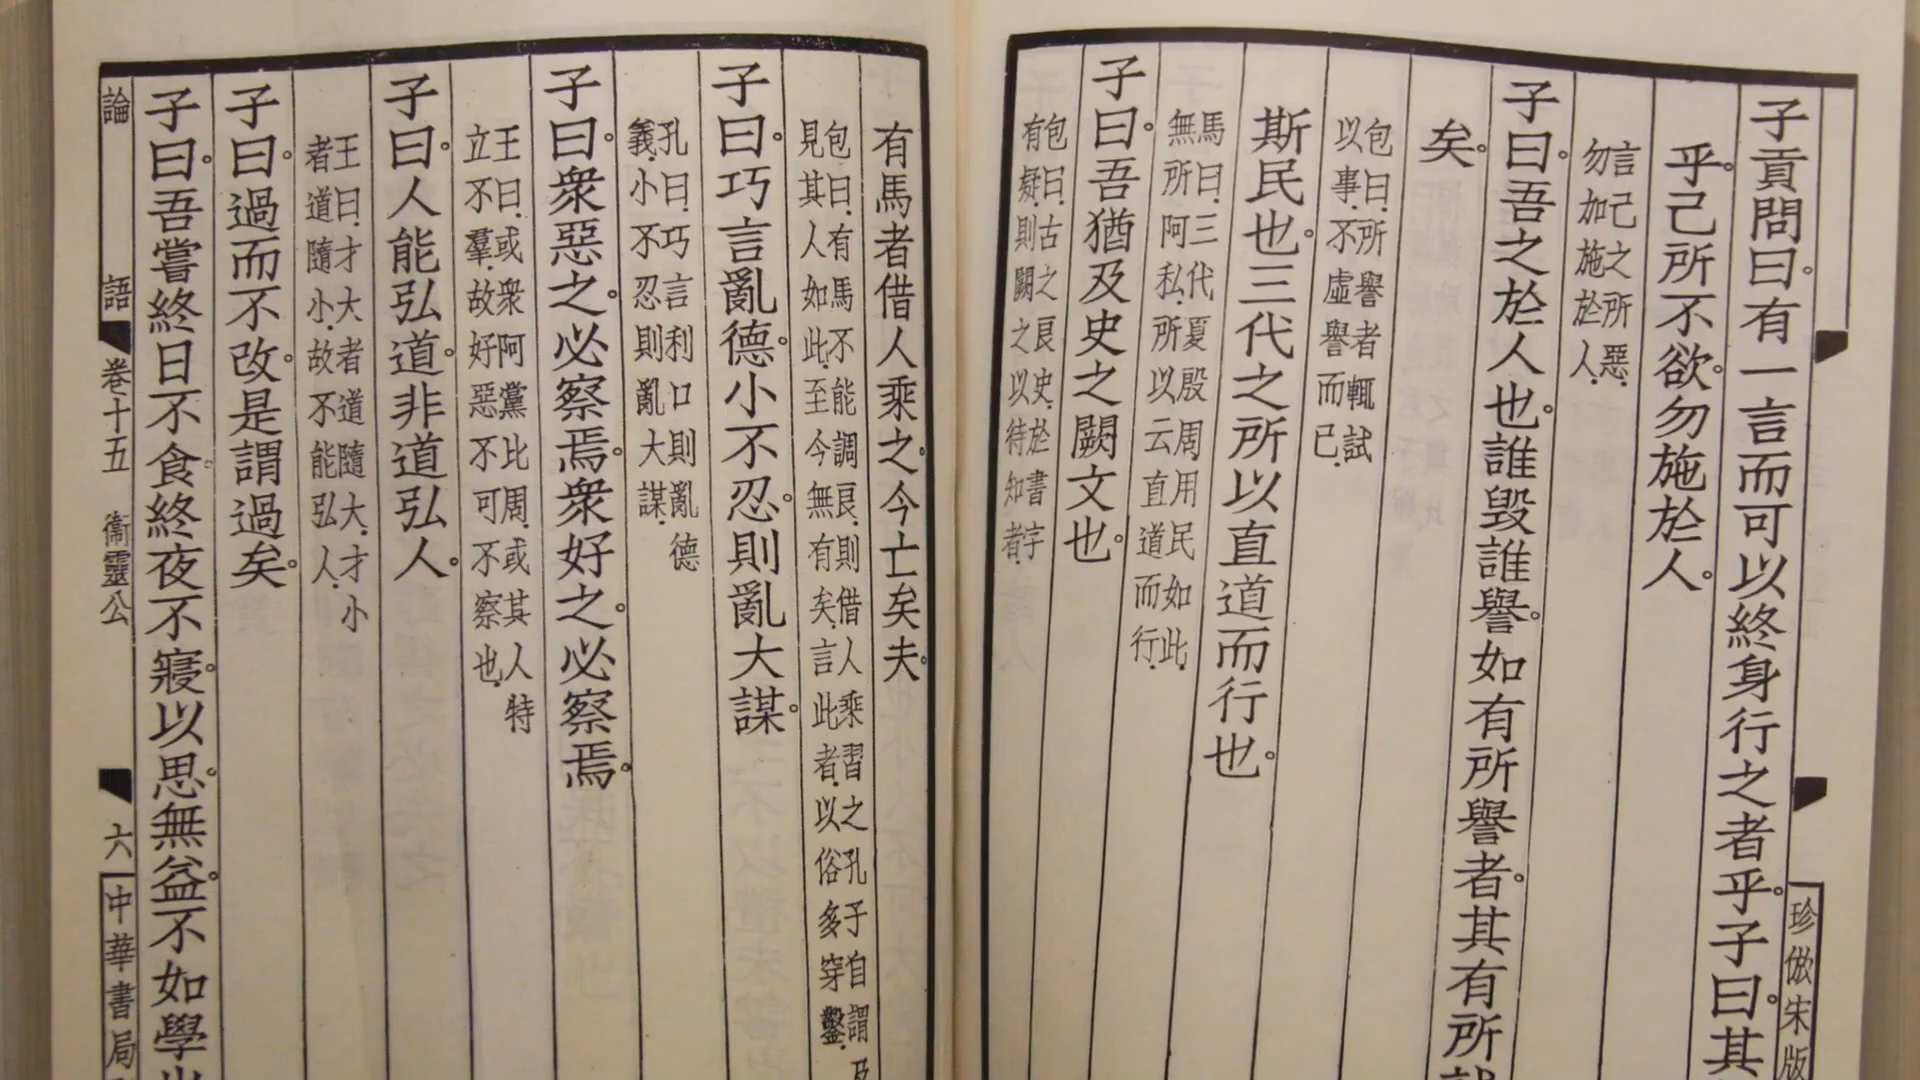 珍倣宋版
子貢問曰。有一言而可以終身行之者乎。子曰。其
乎。己所不欲。勿施於人。
言己之所惡.
勿加施於人.
子曰。吾之於人也。誰毀誰譽。如有所譽者。其有所
矣。
包曰.所譽者輒試
以事.不虛譽而已.
斯民也。三代之所以直道而行也。
馬曰.三代夏殷周.用民如此.
無所阿私.所以云直道而行.
子曰。吾猶及史之闕文也。
包曰.古之良史.於書字
有疑則闕之以待知者.
有馬者借人乘之。今亡矣夫。
包曰.有馬不能調良.則借人乘習之孔子自謂
見其人如此.至今無有矣.言此者.以俗多穿鑿.
子曰。巧言亂德。小不忍。則亂大謀。
孔曰.巧言利口則亂德
義.小不忍則亂大謀.
子曰。衆惡之。必察焉。衆好之。必察焉。
王曰.或衆阿黨比周.或其人特
立不羣.故好惡不可不察也.
子曰。人能弘道。非道弘人。
王曰.才大者道隨大.才小
者道隨小.故不能弘人.
子曰。過而不改。是謂過矣。
子曰。吾嘗終日不食。終夜不寢。以思。無益。不如學
論語 卷十五 衞靈公 六 中華書局